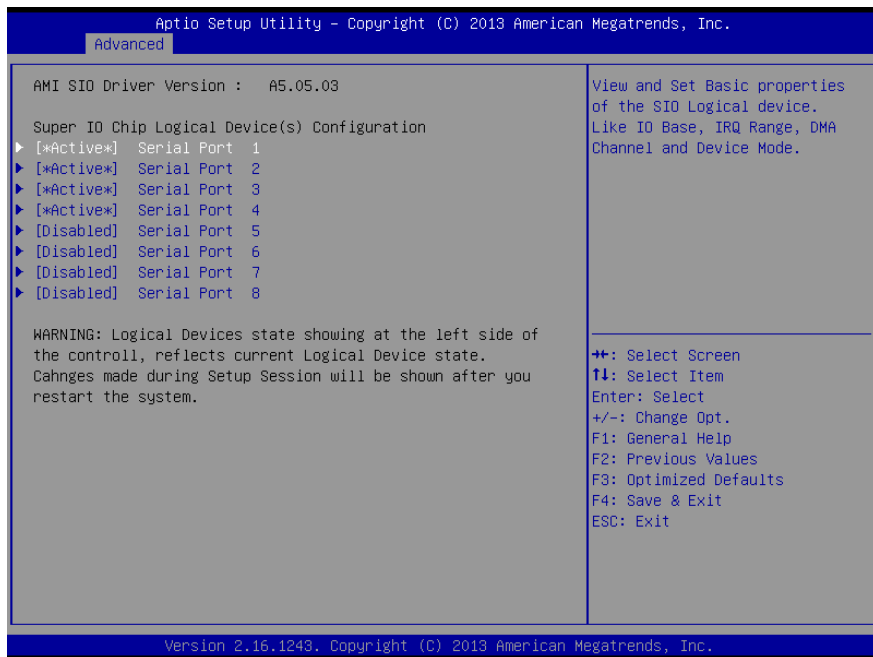 Aptio Setup Utility – Copyright (C) 2013 American Megatrends, Inc.
Advanced
AMI SIO Driver Version :   A5.05.03
Super IO Chip Logical Device(s) Configuration
[*Active*]  Serial Port  1
[*Active*]  Serial Port  2
[*Active*]  Serial Port  3
[*Active*]  Serial Port  4
[Disabled]  Serial Port  5
[Disabled]  Serial Port  6
[Disabled]  Serial Port  7
[Disabled]  Serial Port  8
WARNING: Logical Devices state showing at the left side of
the controll, reflects current Logical Device state.
Cahnges made during Setup Session will be shown after you
restart the system.
View and Set Basic properties
of the SIO Logical device.
Like IO Base, IRQ Range, DMA
Channel and Device Mode.
→←: Select Screen
↑↓: Select Item
Enter: Select
+/-: Change Opt.
F1: General Help
F2: Previous Values
F3: Optimized Defaults
F4: Save & Exit
ESC: Exit
Version 2.16.1243. Copyright (C) 2013 American Megatrends, Inc.